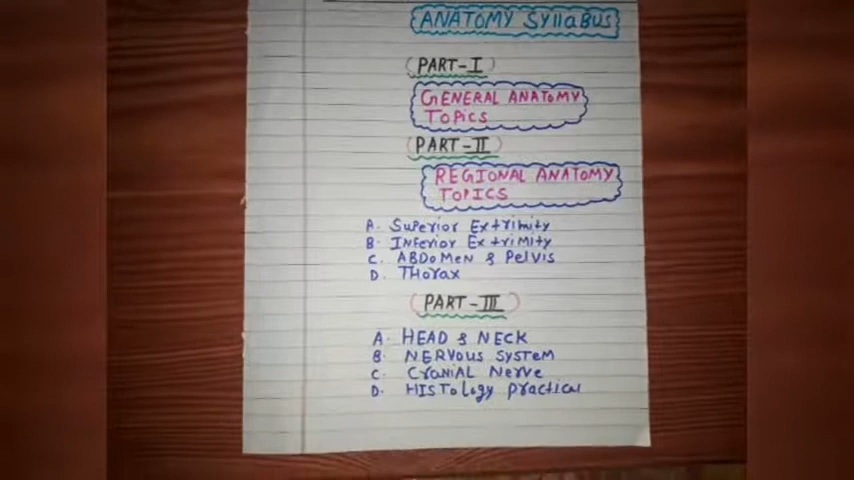 ANATOMY SYllABUS
(PART-I)
GENERAL ANATOMY
TOPICS
(PART-II)
REGIONAL ANATOMY
TOPICS
A. Superior Extrimity
B. Inferior Extrimity
C. ABDOMEN & Pelvis
D. THorax
(PART-III)
A. HEAD & NECK
B. NERVOUS SYSTEM
C. CraniAL Nerve
D. HISTology practical